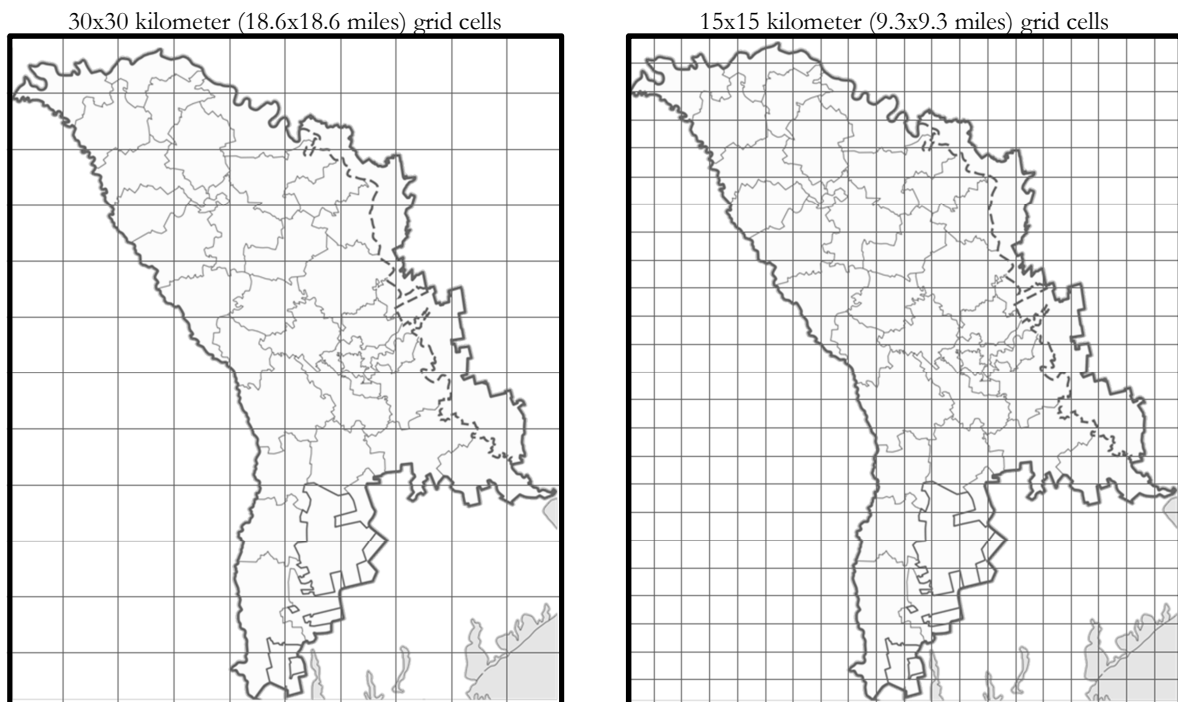 30x30 kilometer (18.6x18.6 miles) grid cells
15x15 kilometer (9.3x9.3 miles) grid cells